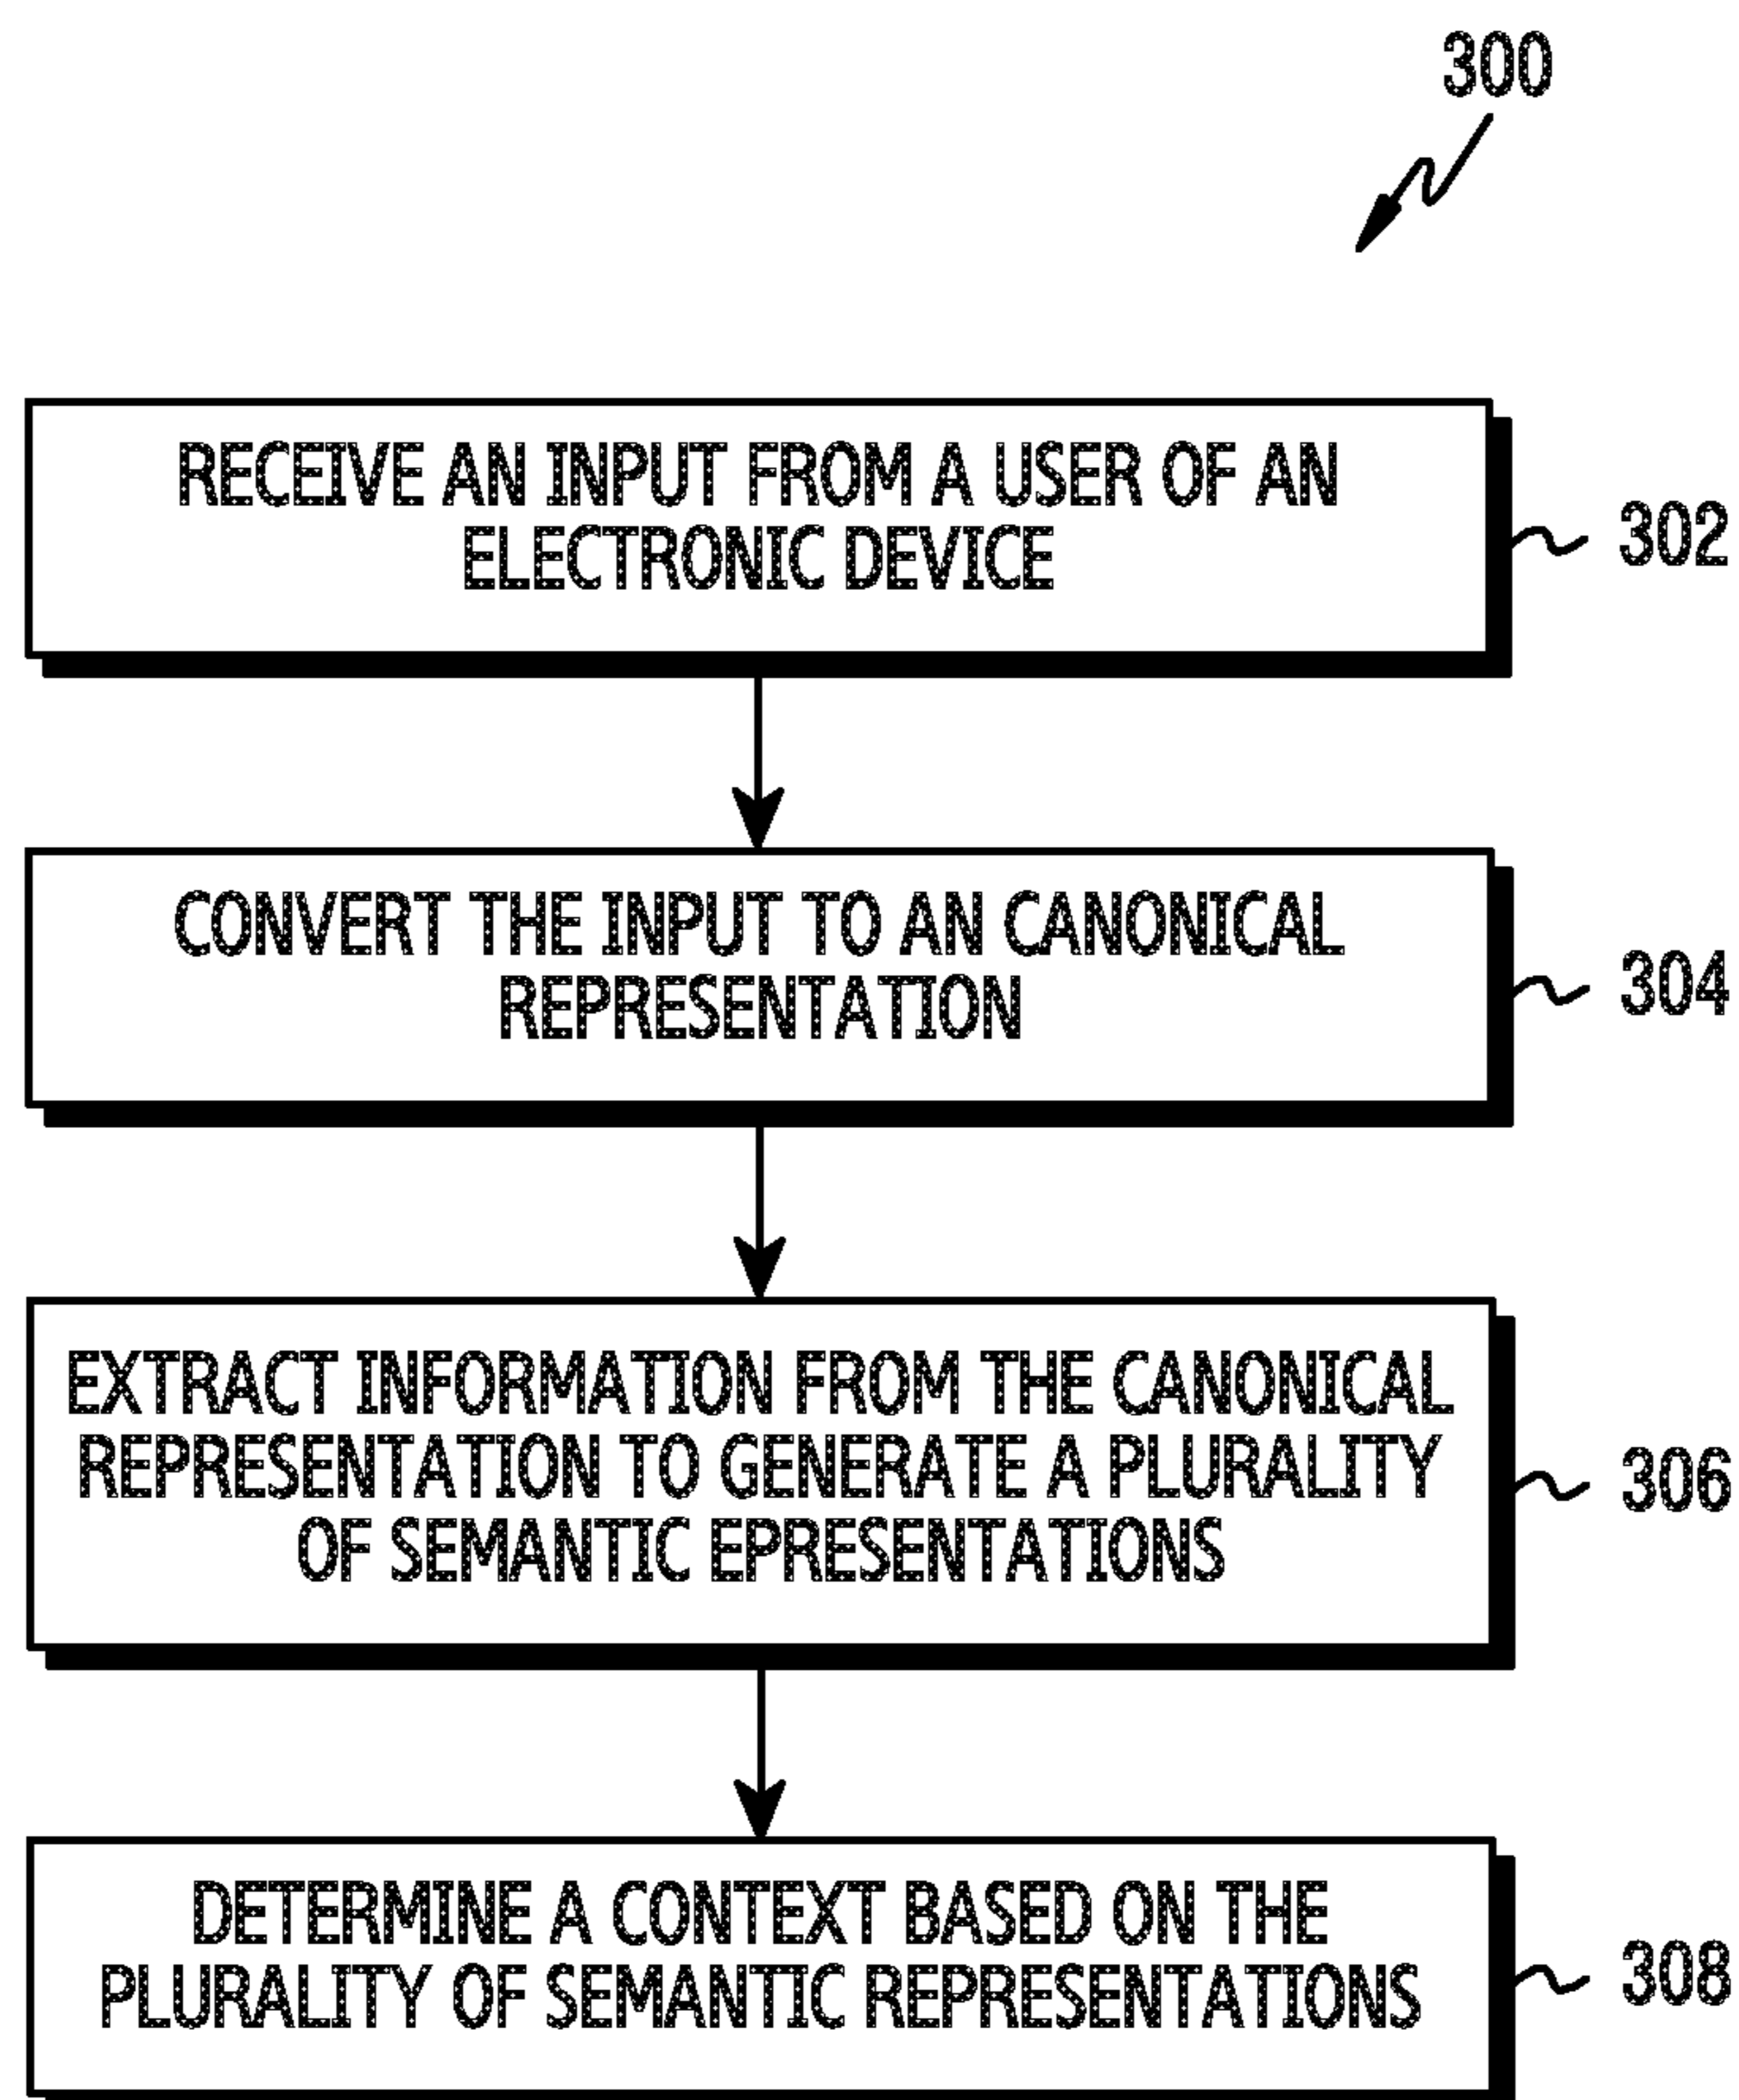 300
RECEIVE AN INPUT FROM A USER OF AN
ELECTRONIC DEVICE
302
CONVERT THE INPUT TO AN CANONICAL
REPRESENTATION
304
EXTRACT INFORMATION FROM THE CANONICAL
REPRESENTATION TO GENERATE A PLURALITY
OF SEMANTIC EPRESENTATIONS
306
DETERMINE A CONTEXT BASED ON THE
PLURALITY OF SEMANTIC REPRESENTATIONS
308